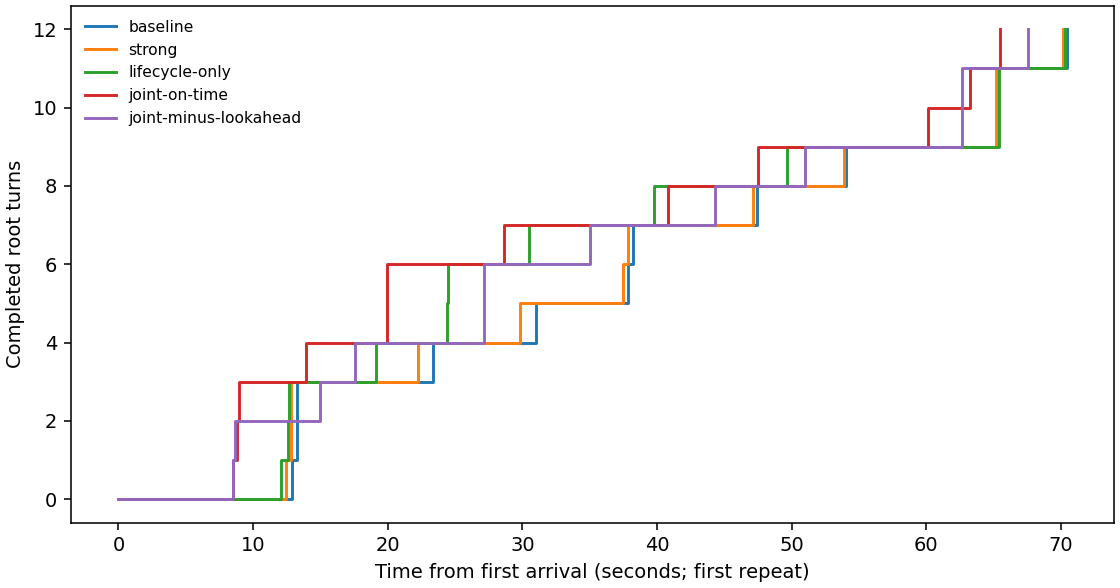 12
10
8
6
4
2
0
Completed root turns
baseline
strong
lifecycle-only
joint-on-time
joint-minus-lookahead
0 10 20 30 40 50 60 70
Time from first arrival (seconds; first repeat)